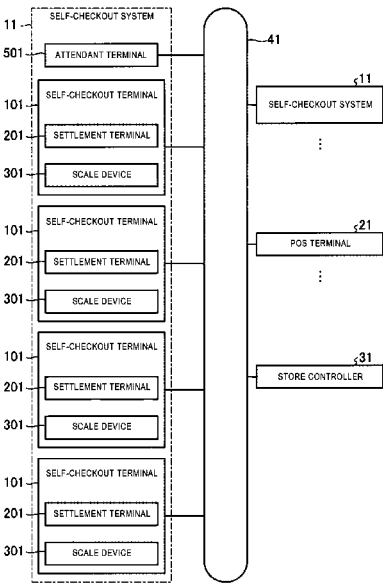 SELF-CHECKOUT SYSTEM
11
501
ATTENDANT TERMINAL
101
SELF-CHECKOUT TERMINAL
201
SETTLEMENT TERMINAL
301
SCALE DEVICE
101
SELF-CHECKOUT TERMINAL
201
SETTLEMENT TERMINAL
301
SCALE DEVICE
101
SELF-CHECKOUT TERMINAL
201
SETTLEMENT TERMINAL
301
SCALE DEVICE
101
SELF-CHECKOUT TERMINAL
201
SETTLEMENT TERMINAL
301
SCALE DEVICE
41
11
SELF-CHECKOUT SYSTEM
21
POS TERMINAL
31
STORE CONTROLLER